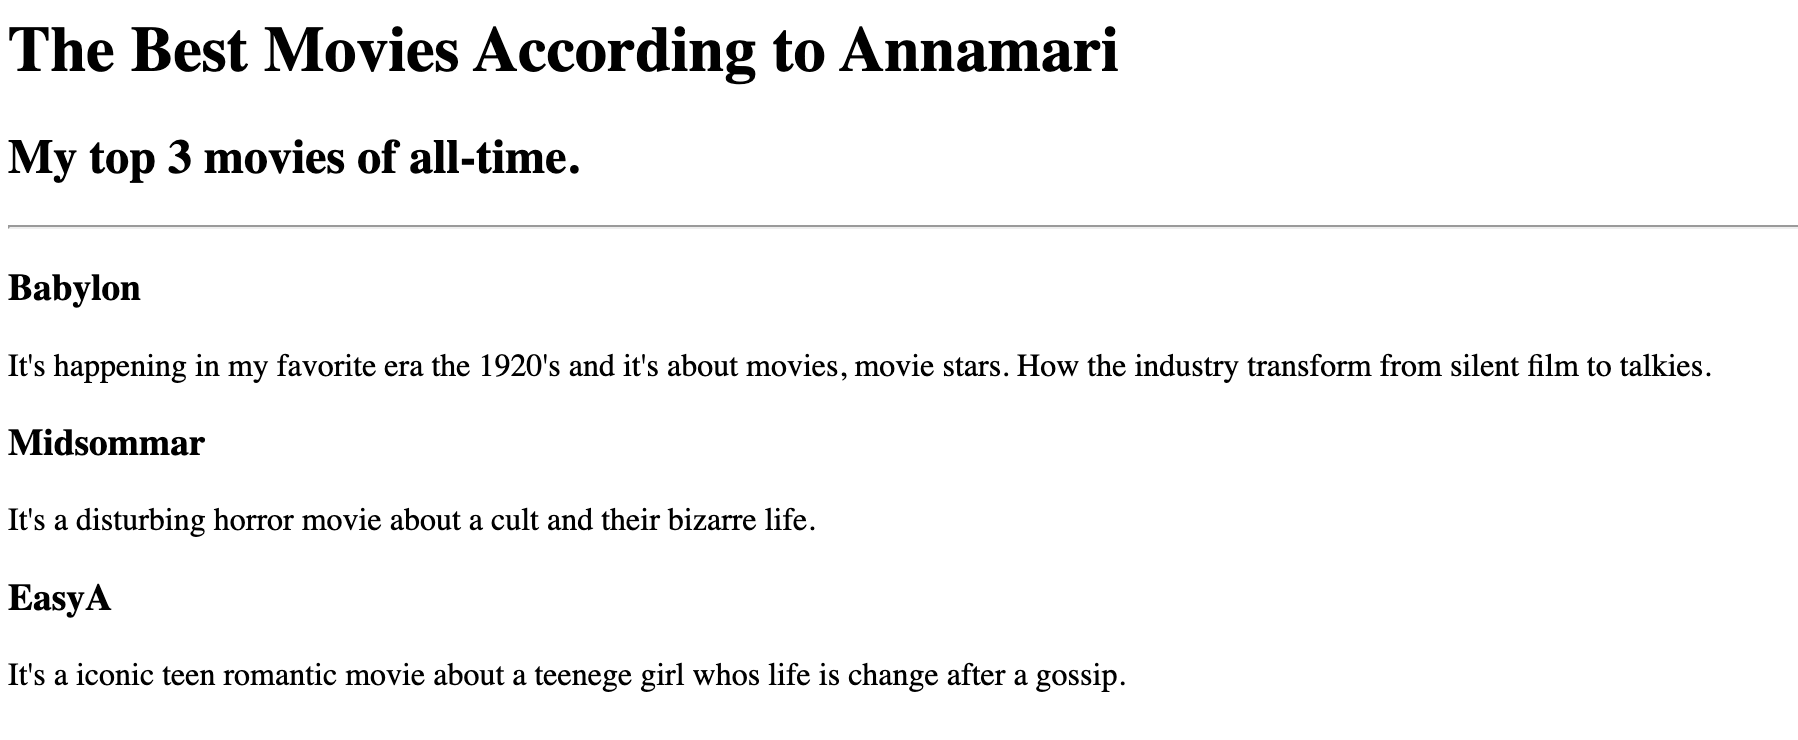 The Best Movies According to Annamari
My top 3 movies of all-time.
Babylon
It's happening in my favorite era the 1920's and it's about movies, movie stars. How the industry transform from silent film to talkies.
Midsommar
It's a disturbing horror movie about a cult and their bizarre life.
EasyA
It's a iconic teen romantic movie about a teenege girl whos life is change after a gossip.